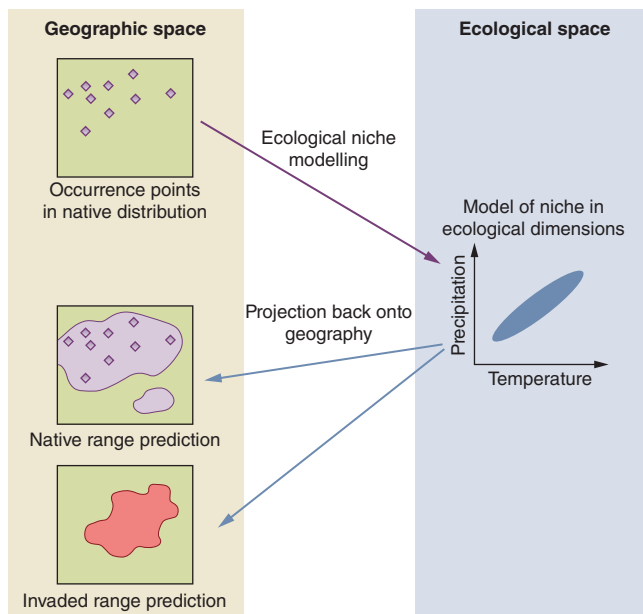 Geographic space
Ecological space
Occurrence points
in native distribution
Ecological niche
modelling
Model of niche in
ecological dimensions
Precipitation
Temperature
Projection back onto
geography
Native range prediction
Invaded range prediction